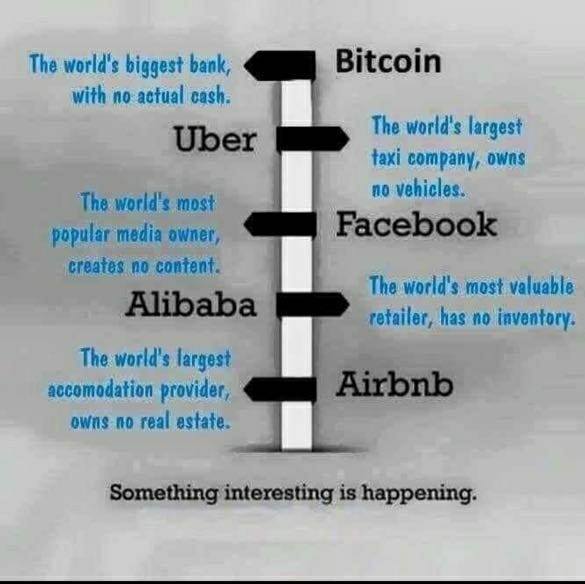 The world's biggest bank,
with no actual cash.
Bitcoin
Uber
The world's largest
taxi company, owns
no vehicles.
The world's most
popular media owner,
creates no content.
Facebook
Alibaba
The world's most valuable
retailer, has no inventory.
The world's largest
accomodation provider,
owns no real estate.
Airbnb
Something interesting is happening.